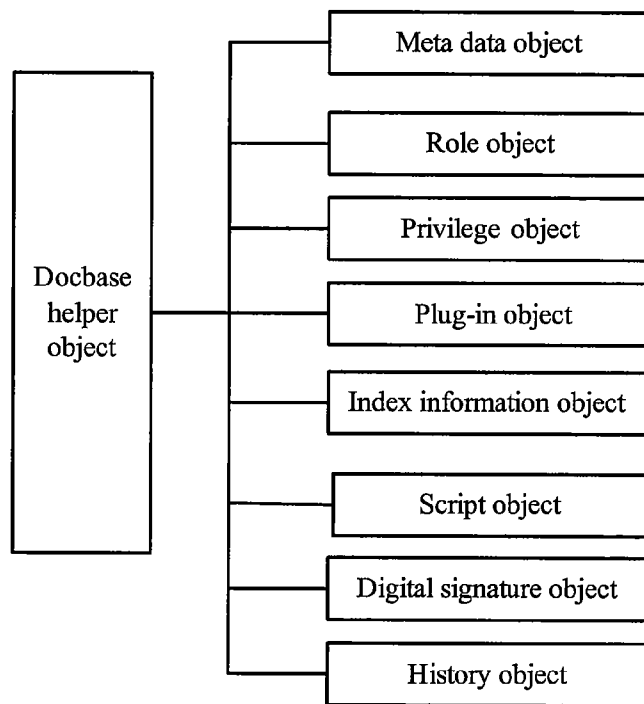 Docbase
helper
object
Meta data object
Role object
Privilege object
Plug-in object
Index information object
Script object
Digital signature object
History object